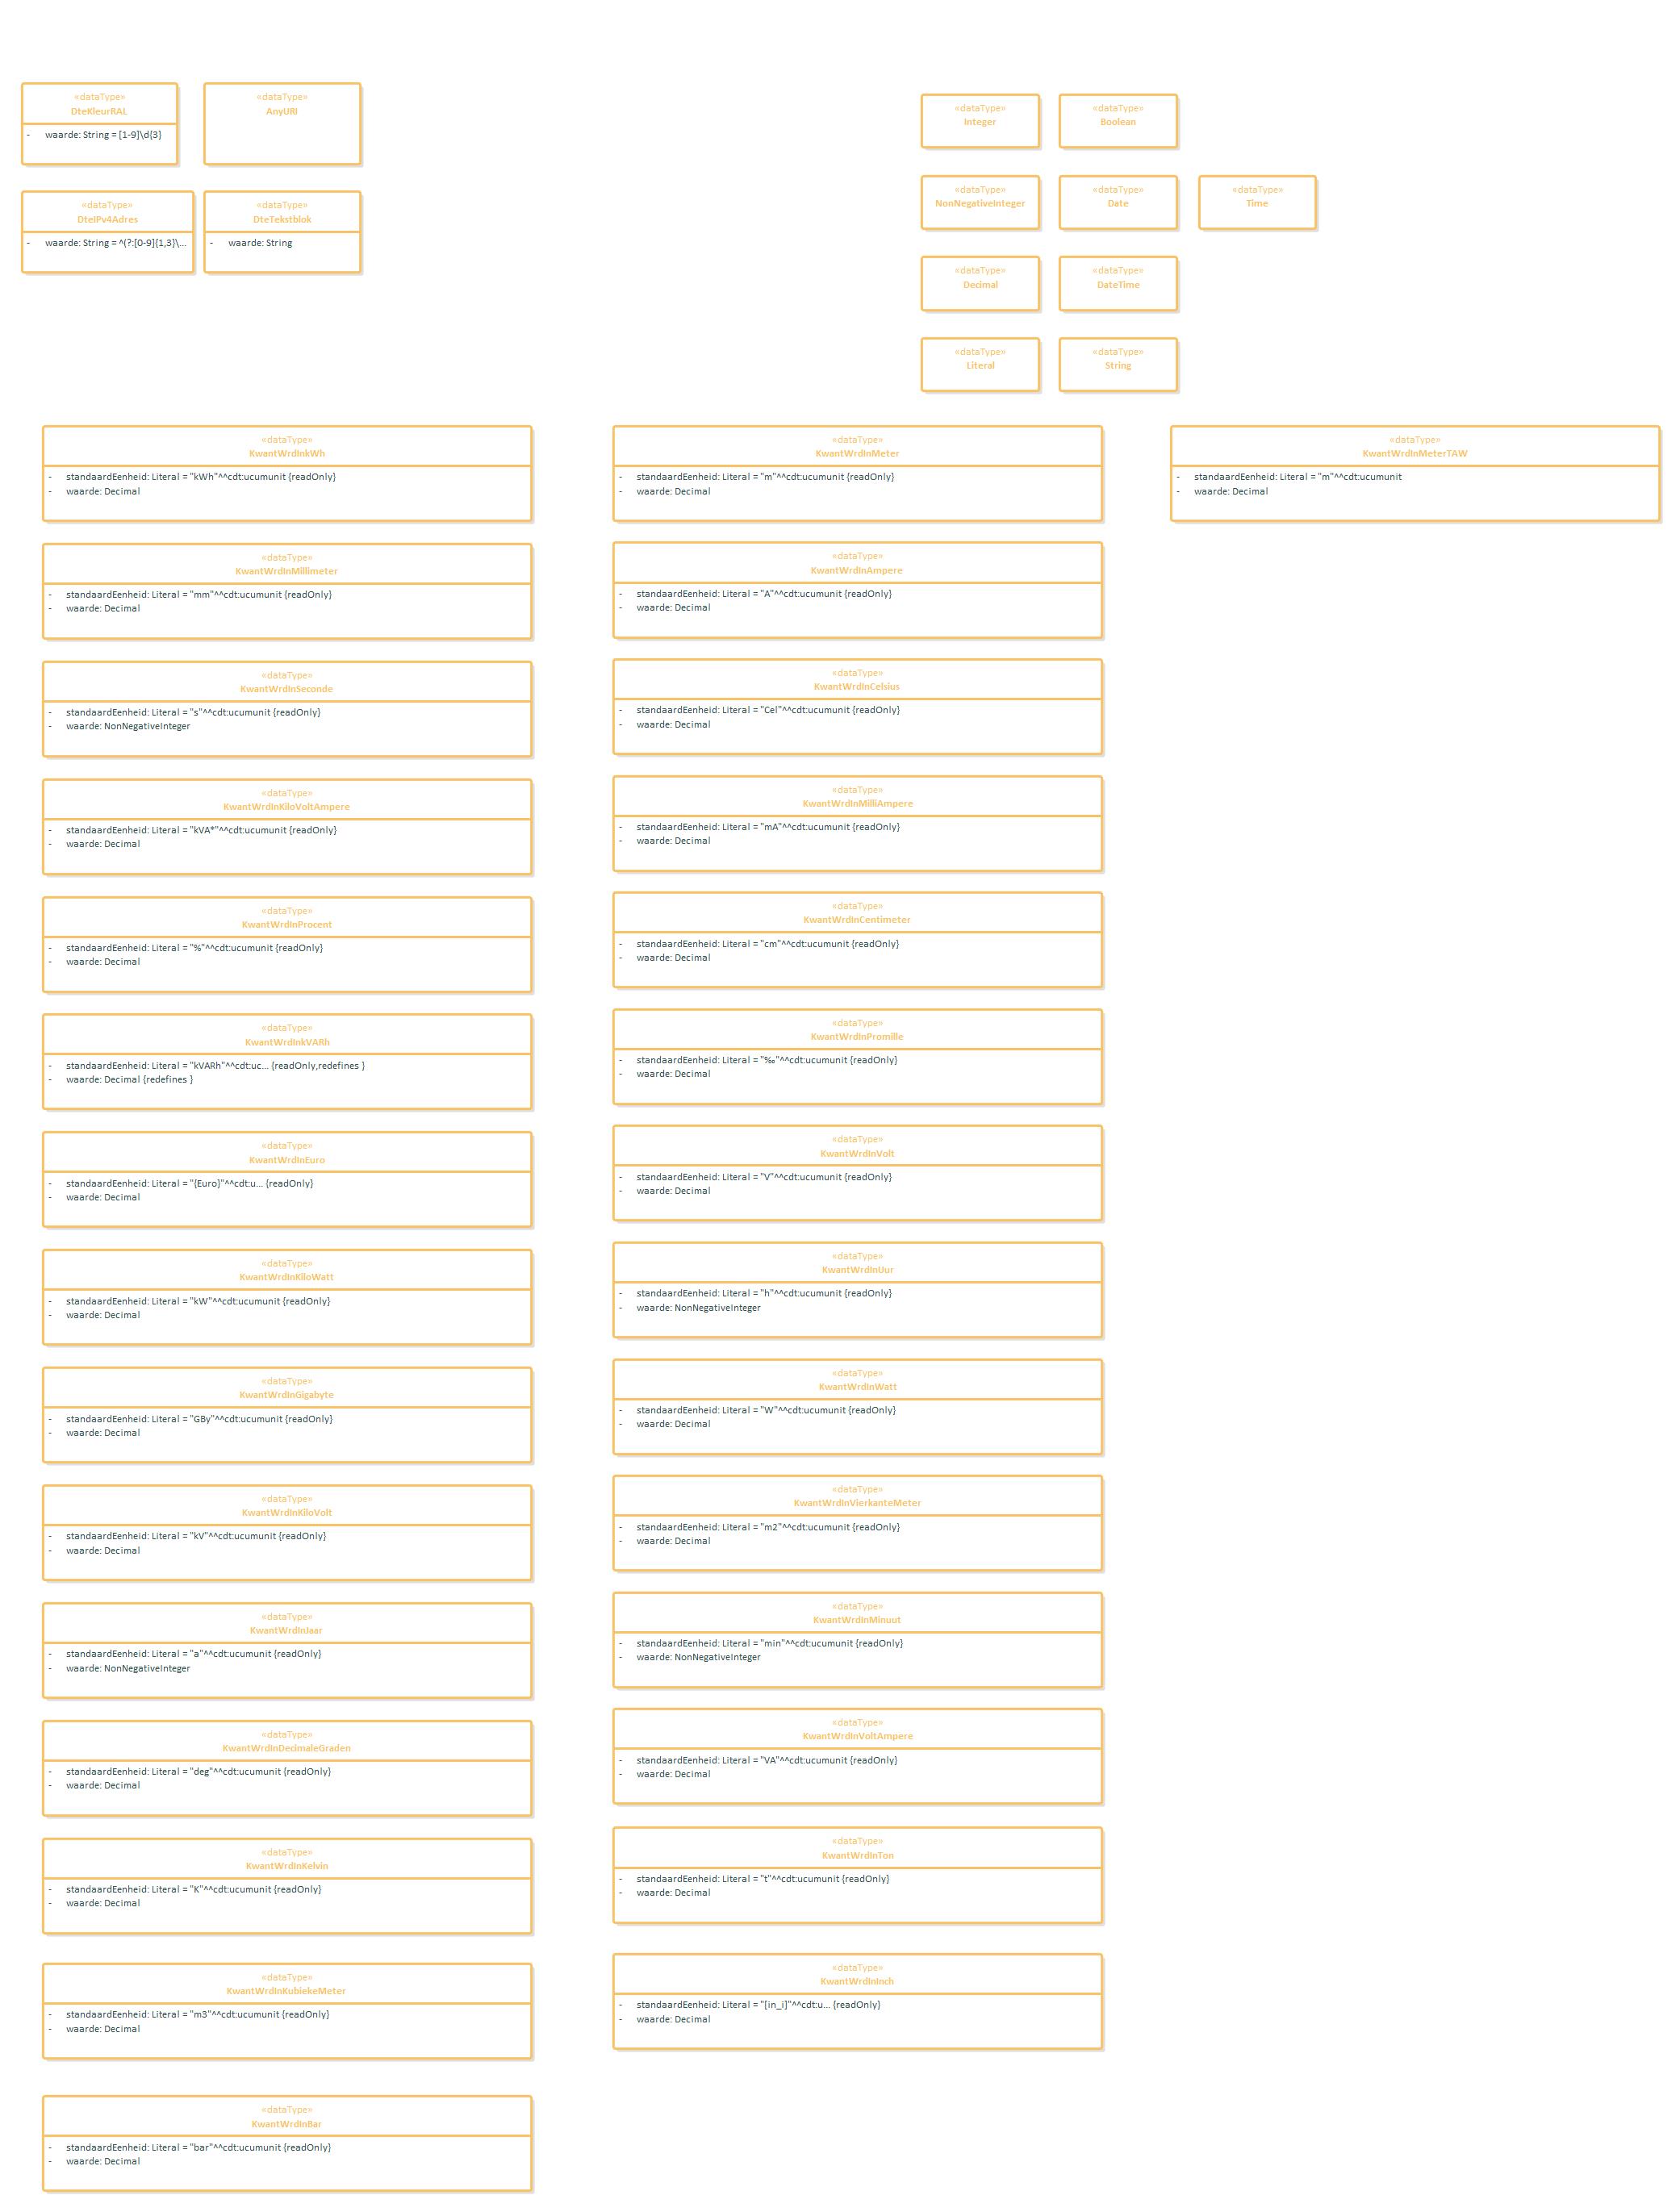 «dataType»
DteKleurRAL
- waarde: String = [1-9]\d{3}
«dataType»
AnyURI
«dataType»
DteIPv4Adres
- waarde: String = ^(?:[0-9]{1,3}\...
«dataType»
DteTekstblok
- waarde: String
«dataType»
Integer
«dataType»
Boolean
«dataType»
NonNegativeInteger
«dataType»
Date
«dataType»
Time
«dataType»
Decimal
«dataType»
DateTime
«dataType»
Literal
«dataType»
String
«dataType»
KwantWrdInkWh
- standaardEenheid: Literal = "kWh"^^cdt:ucumunit {readOnly}
- waarde: Decimal
«dataType»
KwantWrdInMeter
- standaardEenheid: Literal = "m"^^cdt:ucumunit {readOnly}
- waarde: Decimal
«dataType»
KwantWrdInMeterTAW
- standaardEenheid: Literal = "m"^^cdt:ucumunit
- waarde: Decimal
«dataType»
KwantWrdInMillimeter
- standaardEenheid: Literal = "mm"^^cdt:ucumunit {readOnly}
- waarde: Decimal
«dataType»
KwantWrdInAmpere
- standaardEenheid: Literal = "A"^^cdt:ucumunit {readOnly}
- waarde: Decimal
«dataType»
KwantWrdInSeconde
- standaardEenheid: Literal = "s"^^cdt:ucumunit {readOnly}
- waarde: NonNegativeInteger
«dataType»
KwantWrdInCelsius
- standaardEenheid: Literal = "Cel"^^cdt:ucumunit {readOnly}
- waarde: Decimal
«dataType»
KwantWrdInKiloVoltAmpere
- standaardEenheid: Literal = "kVA*"^^cdt:ucumunit {readOnly}
- waarde: Decimal
«dataType»
KwantWrdInMilliAmpere
- standaardEenheid: Literal = "mA"^^cdt:ucumunit {readOnly}
- waarde: Decimal
«dataType»
KwantWrdInProcent
- standaardEenheid: Literal = "%"^^cdt:ucumunit {readOnly}
- waarde: Decimal
«dataType»
KwantWrdInCentimeter
- standaardEenheid: Literal = "cm"^^cdt:ucumunit {readOnly}
- waarde: Decimal
«dataType»
KwantWrdInkVARh
- standaardEenheid: Literal = "kVARh"^^cdt:uc... {readOnly,redefines }
- waarde: Decimal {redefines }
«dataType»
KwantWrdInPromille
- standaardEenheid: Literal = "‰"^^cdt:ucumunit {readOnly}
- waarde: Decimal
«dataType»
KwantWrdInEuro
- standaardEenheid: Literal = "{Euro}"^^cdt:u... {readOnly}
- waarde: Decimal
«dataType»
KwantWrdInVolt
- standaardEenheid: Literal = "V"^^cdt:ucumunit {readOnly}
- waarde: Decimal
«dataType»
KwantWrdInKiloWatt
- standaardEenheid: Literal = "kW"^^cdt:ucumunit {readOnly}
- waarde: Decimal
«dataType»
KwantWrdInUur
- standaardEenheid: Literal = "h"^^cdt:ucumunit {readOnly}
- waarde: NonNegativeInteger
«dataType»
KwantWrdInGigabyte
- standaardEenheid: Literal = "GBy"^^cdt:ucumunit {readOnly}
- waarde: Decimal
«dataType»
KwantWrdInWatt
- standaardEenheid: Literal = "W"^^cdt:ucumunit {readOnly}
- waarde: Decimal
«dataType»
KwantWrdInKiloVolt
- standaardEenheid: Literal = "kV"^^cdt:ucumunit {readOnly}
- waarde: Decimal
«dataType»
KwantWrdInVierkanteMeter
- standaardEenheid: Literal = "m2"^^cdt:ucumunit {readOnly}
- waarde: Decimal
«dataType»
KwantWrdInJaar
- standaardEenheid: Literal = "a"^^cdt:ucumunit {readOnly}
- waarde: NonNegativeInteger
«dataType»
KwantWrdInMinuut
- standaardEenheid: Literal = "min"^^cdt:ucumunit {readOnly}
- waarde: NonNegativeInteger
«dataType»
KwantWrdInDecimaleGraden
- standaardEenheid: Literal = "deg"^^cdt:ucumunit {readOnly}
- waarde: Decimal
«dataType»
KwantWrdInVoltAmpere
- standaardEenheid: Literal = "VA"^^cdt:ucumunit {readOnly}
- waarde: Decimal
«dataType»
KwantWrdInKelvin
- standaardEenheid: Literal = "K"^^cdt:ucumunit {readOnly}
- waarde: Decimal
«dataType»
KwantWrdInTon
- standaardEenheid: Literal = "t"^^cdt:ucumunit {readOnly}
- waarde: Decimal
«dataType»
KwantWrdInKubiekeMeter
- standaardEenheid: Literal = "m3"^^cdt:ucumunit {readOnly}
- waarde: Decimal
«dataType»
KwantWrdInInch
- standaardEenheid: Literal = "[in_i]"^^cdt:u... {readOnly}
- waarde: Decimal
«dataType»
KwantWrdInBar
- standaardEenheid: Literal = "bar"^^cdt:ucumunit {readOnly}
- waarde: Decimal